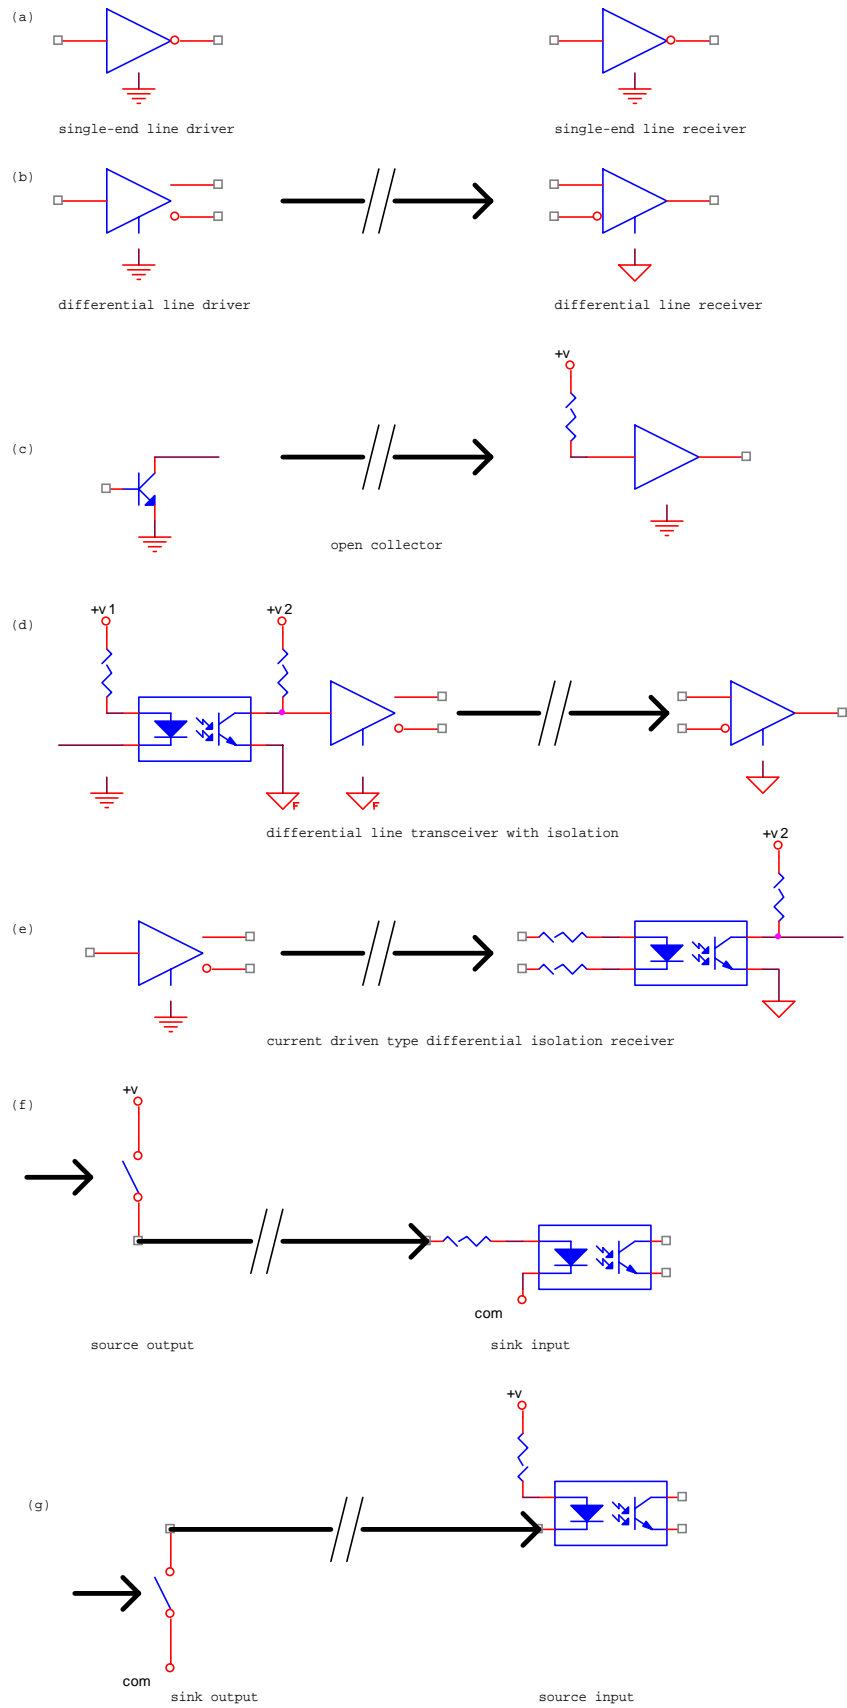 (a)
single-end line driver
single-end line receiver
(b)
differential line driver
differential line receiver
+v
(c)
open collector
+v1
+v2
(d)
F
F
differential line transceiver with isolation
+v2
(e)
current driven type differential isolation receiver
+v
(f)
com
source output
sink input
+v
(g)
com
sink output
source input